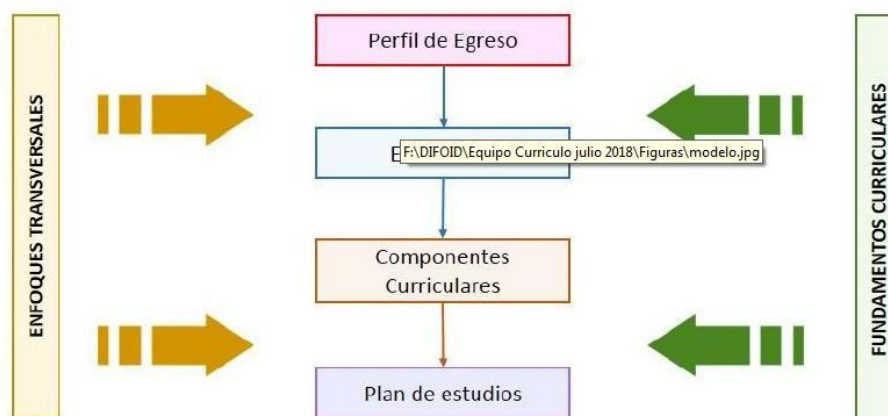 Perfil de Egreso
F:\DIFOID\Equipo Curriculo julio 2018\Figuras\modelo.jpg
Componentes
Curriculares
Plan de estudios
ENFOQUES TRANSVERSALES
FUNDAMENTOS CURRICULARES